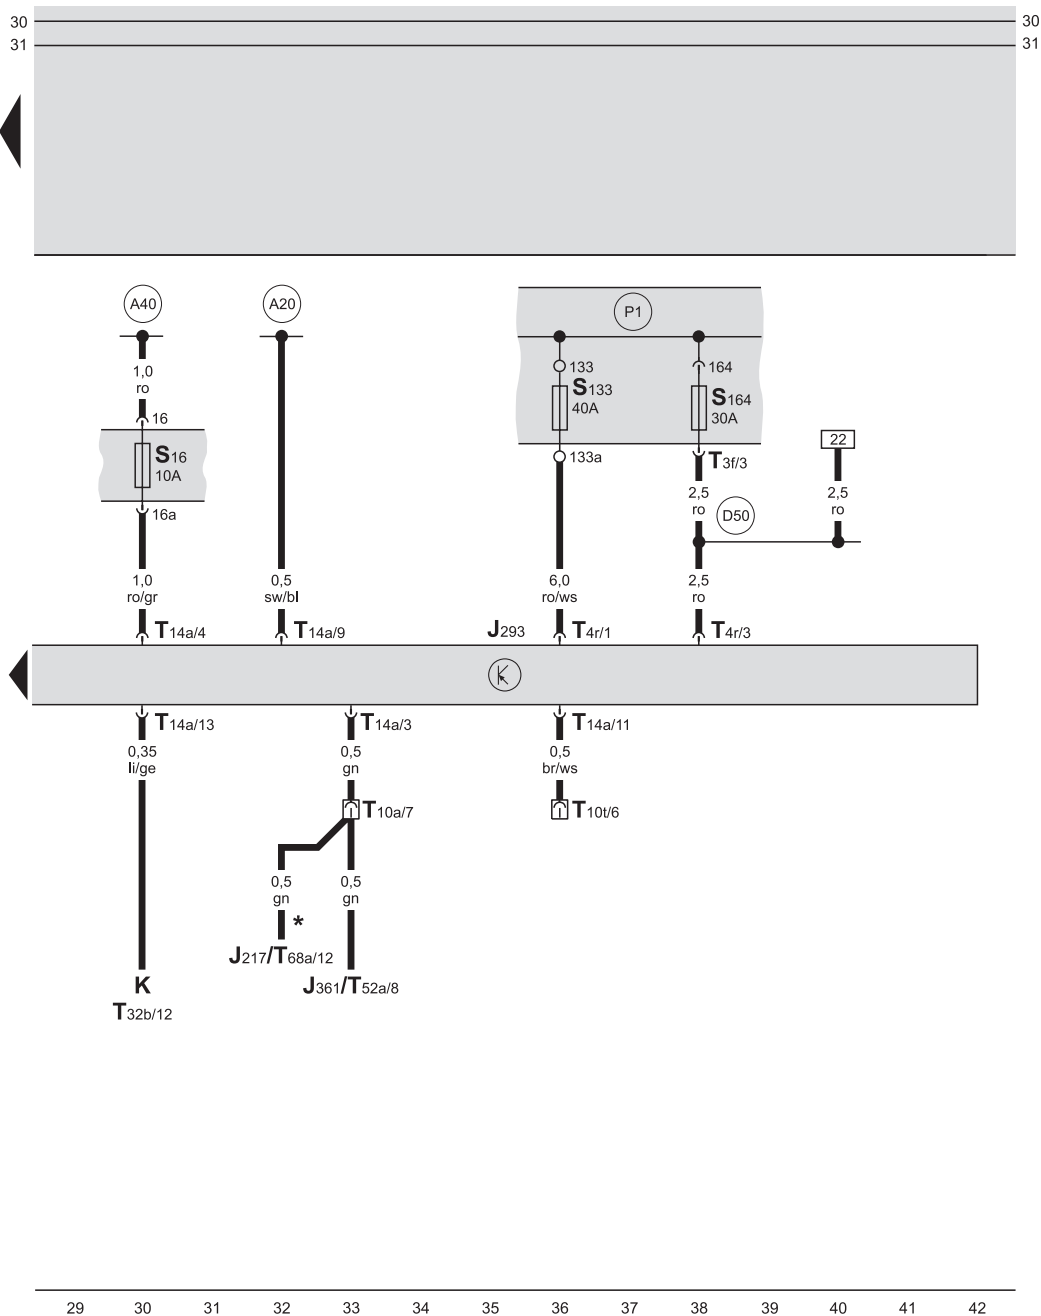 30 30
31 31
A40 A20 P1
1,0
ro
133 164
16 S133 S164
40A 30A
S16 22
10A
133a T3f/3
2,5 2,5
ro ro
D50
16a
1,0 0,5 6,0 2,5
ro/gr sw/bl ro/ws ro
T14a/4 T14a/9 J293 T4r/1 T4r/3
T14a/13 T14a/3 T14a/11
0,35 0,5 0,5
li/ge gn br/ws
T10a/7 T10t/6
0,5 0,5
gn gn
*
J217/T68a/12
K J361/T52a/8
T32b/12
29 30 31 32 33 34 35 36 37 38 39 40 41 42